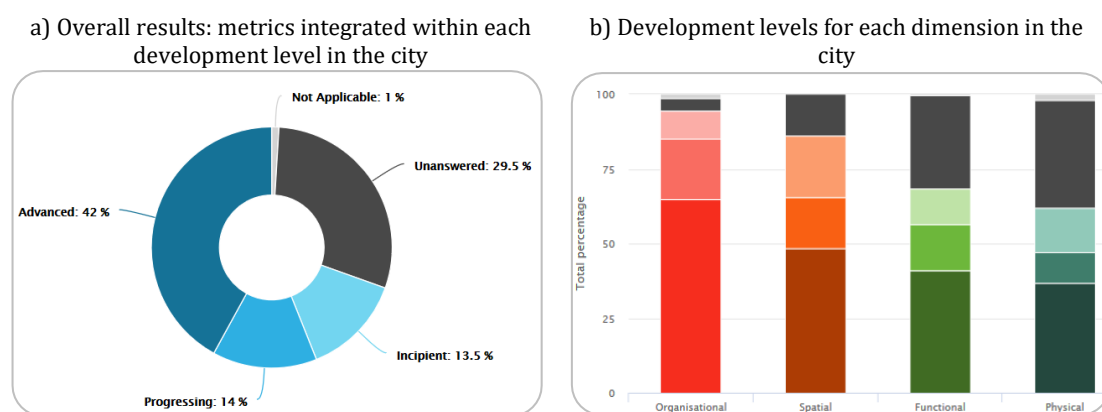 a) Overall results: metrics integrated within each
development level in the city
Not Applicable: 1 %
Unanswered: 29.5 %
Advanced: 42 %
Incipient: 13.5 %
Progressing: 14 %
b) Development levels for each dimension in the
city
Total percentage
100
75
50
25
0
Organisational
Spatial
Functional
Physical